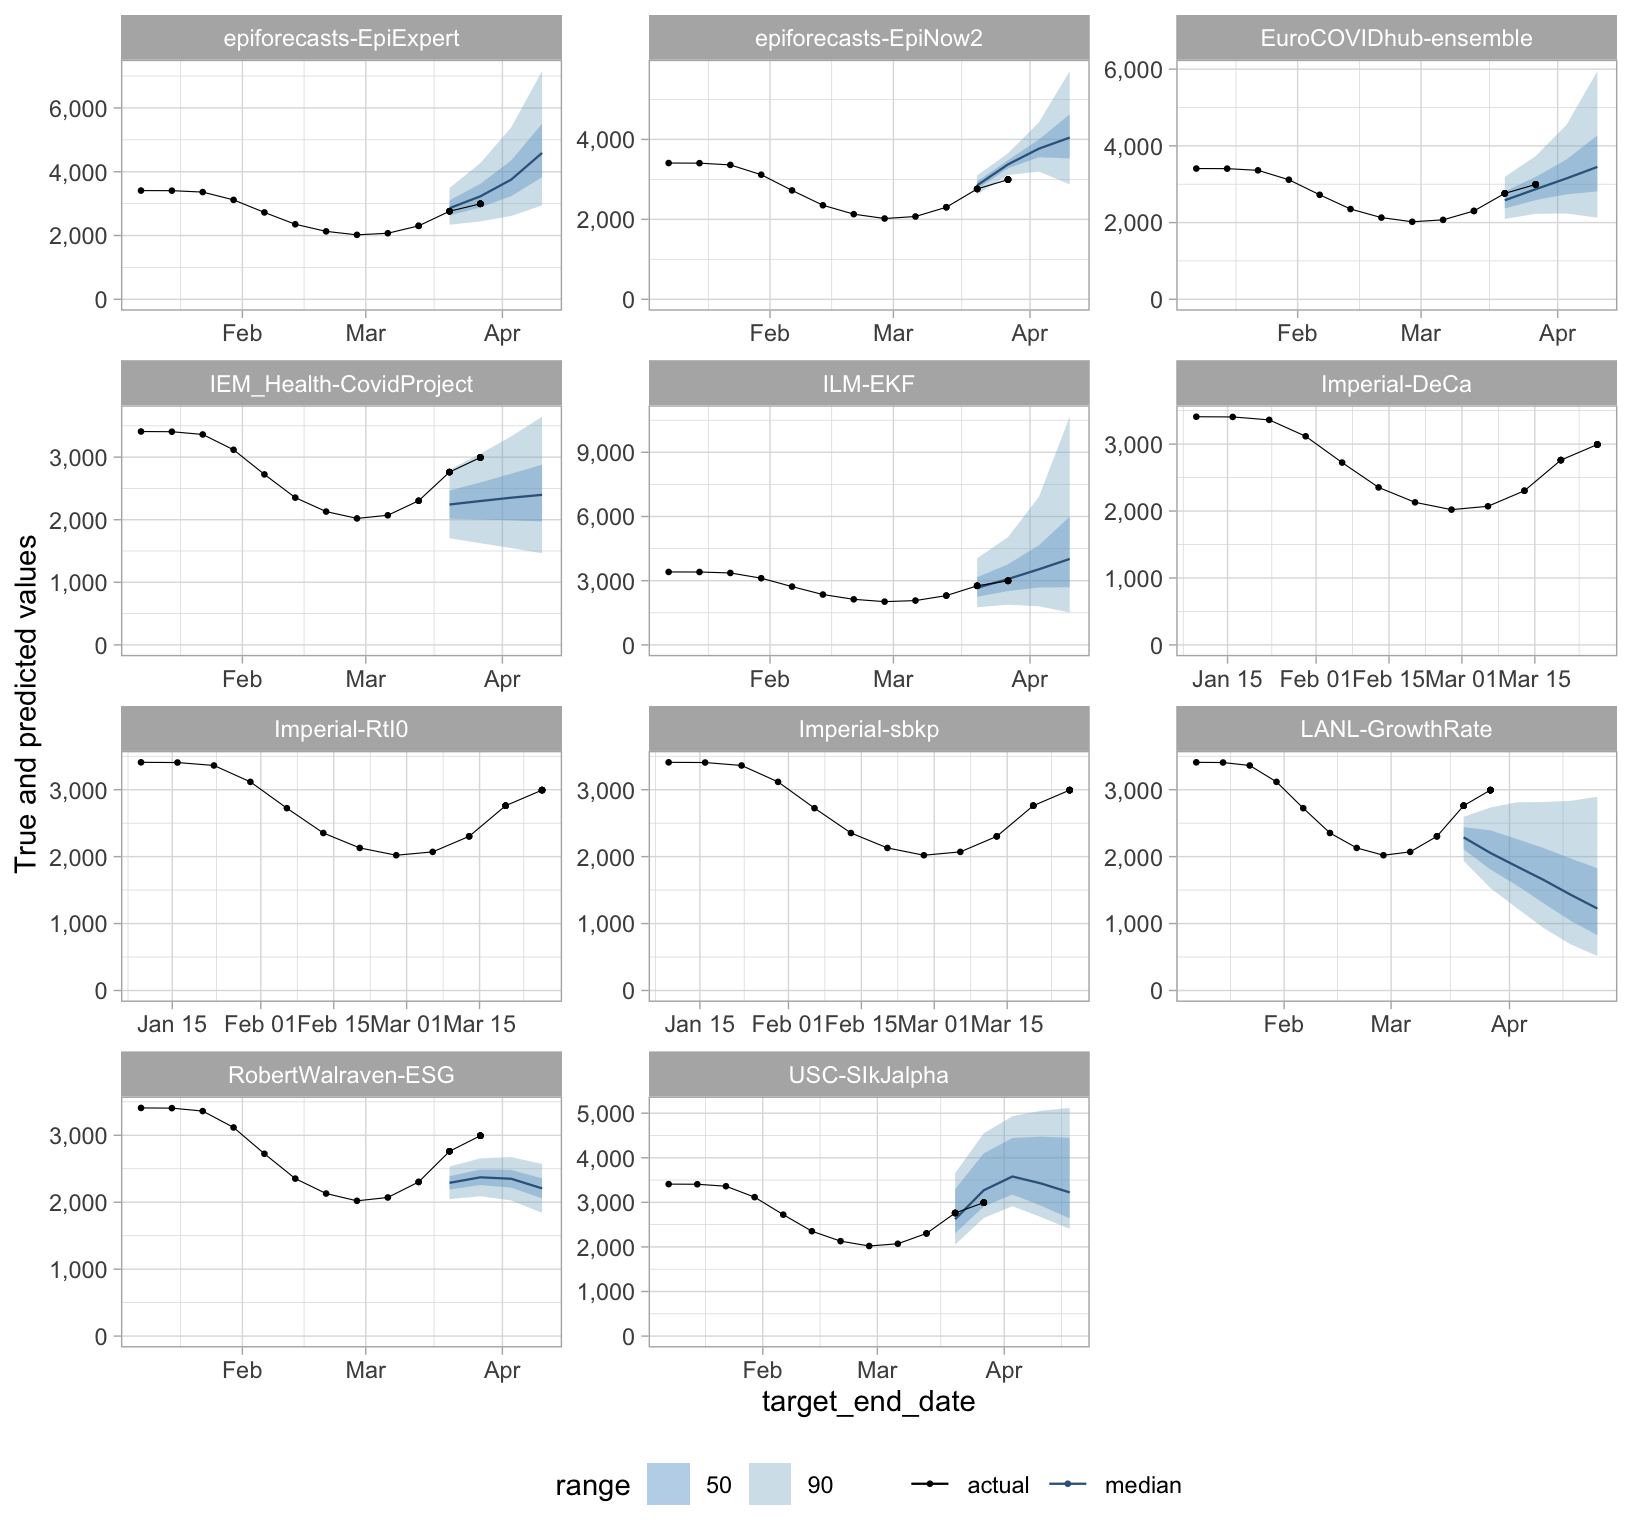 epiforecasts-EpiExpert
epiforecasts-EpiNow2
EuroCOVIDhub-ensemble
6,000
4,000
2,000
0
4,000
2,000
0
6,000
4,000
2,000
0
Feb Mar Apr
Feb Mar Apr
Feb Mar Apr
IEM_Health-CovidProject
ILM-EKF
Imperial-DeCa
3,000
2,000
1,000
0
9,000
6,000
3,000
0
3,000
2,000
1,000
0
Feb Mar Apr
Feb Mar Apr
Jan 15 Feb 01 Feb 15 Mar 01 Mar 15
True and predicted values
Imperial-RtI0
Imperial-sbkp
LANL-GrowthRate
3,000
2,000
1,000
0
3,000
2,000
1,000
0
3,000
2,000
1,000
0
Jan 15 Feb 01 Feb 15 Mar 01 Mar 15
Jan 15 Feb 01 Feb 15 Mar 01 Mar 15
Feb Mar Apr
RobertWalraven-ESG
USC-SIkJalpha
3,000
2,000
1,000
0
5,000
4,000
3,000
2,000
1,000
0
Feb Mar Apr
Feb Mar Apr
target_end_date
range 50 90 actual median